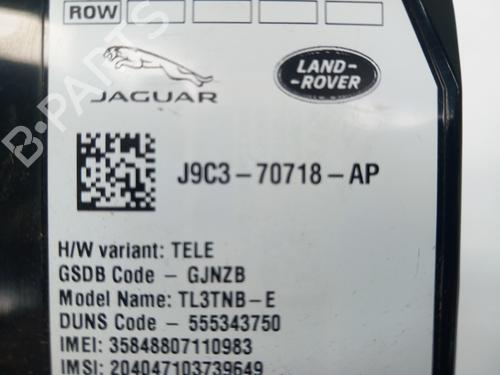 ROW
JAGUAR
LAND-
-ROVER
B-PARTS
J9C3-70718-AP
H/W variant: TELE
GSDB Code - GJNZB
Model Name: TL3TNB-E
DUNS Code - 555343750
IMEI: 35848807110983
IMSI: 204047103739649